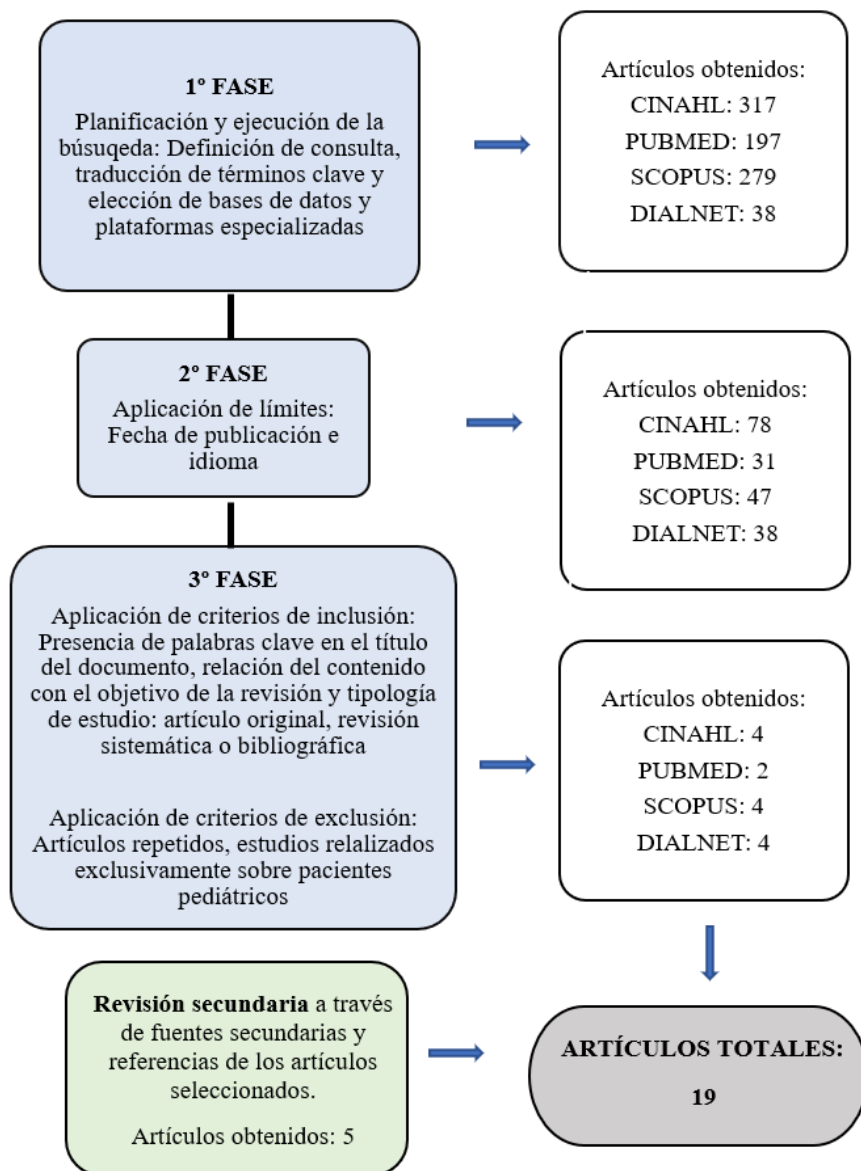 1º FASE
Planificación y ejecución de la
búsuqeda: Definición de consulta,
traducción de términos clave y
elección de bases de datos y
plataformas especializadas
Artículos obtenidos:
CINAHL: 317
PUBMED: 197
SCOPUS: 279
DIALNET: 38
2º FASE
Aplicación de límites:
Fecha de publicación e
idioma
Artículos obtenidos:
CINAHL: 78
PUBMED: 31
SCOPUS: 47
DIALNET: 38
3º FASE
Aplicación de criterios de inclusión:
Presencia de palabras clave en el título
del documento, relación del contenido
con el objetivo de la revisión y tipología
de estudio: artículo original, revisión
sistemática o bibliográfica
Aplicación de criterios de exclusión:
Artículos repetidos, estudios relalizados
exclusivamente sobre pacientes
pediátricos
Artículos obtenidos:
CINAHL: 4
PUBMED: 2
SCOPUS: 4
DIALNET: 4
Revisión secundaria a través
de fuentes secundarias y
referencias de los artículos
seleccionados.
Artículos obtenidos: 5
ARTÍCULOS TOTALES:
19